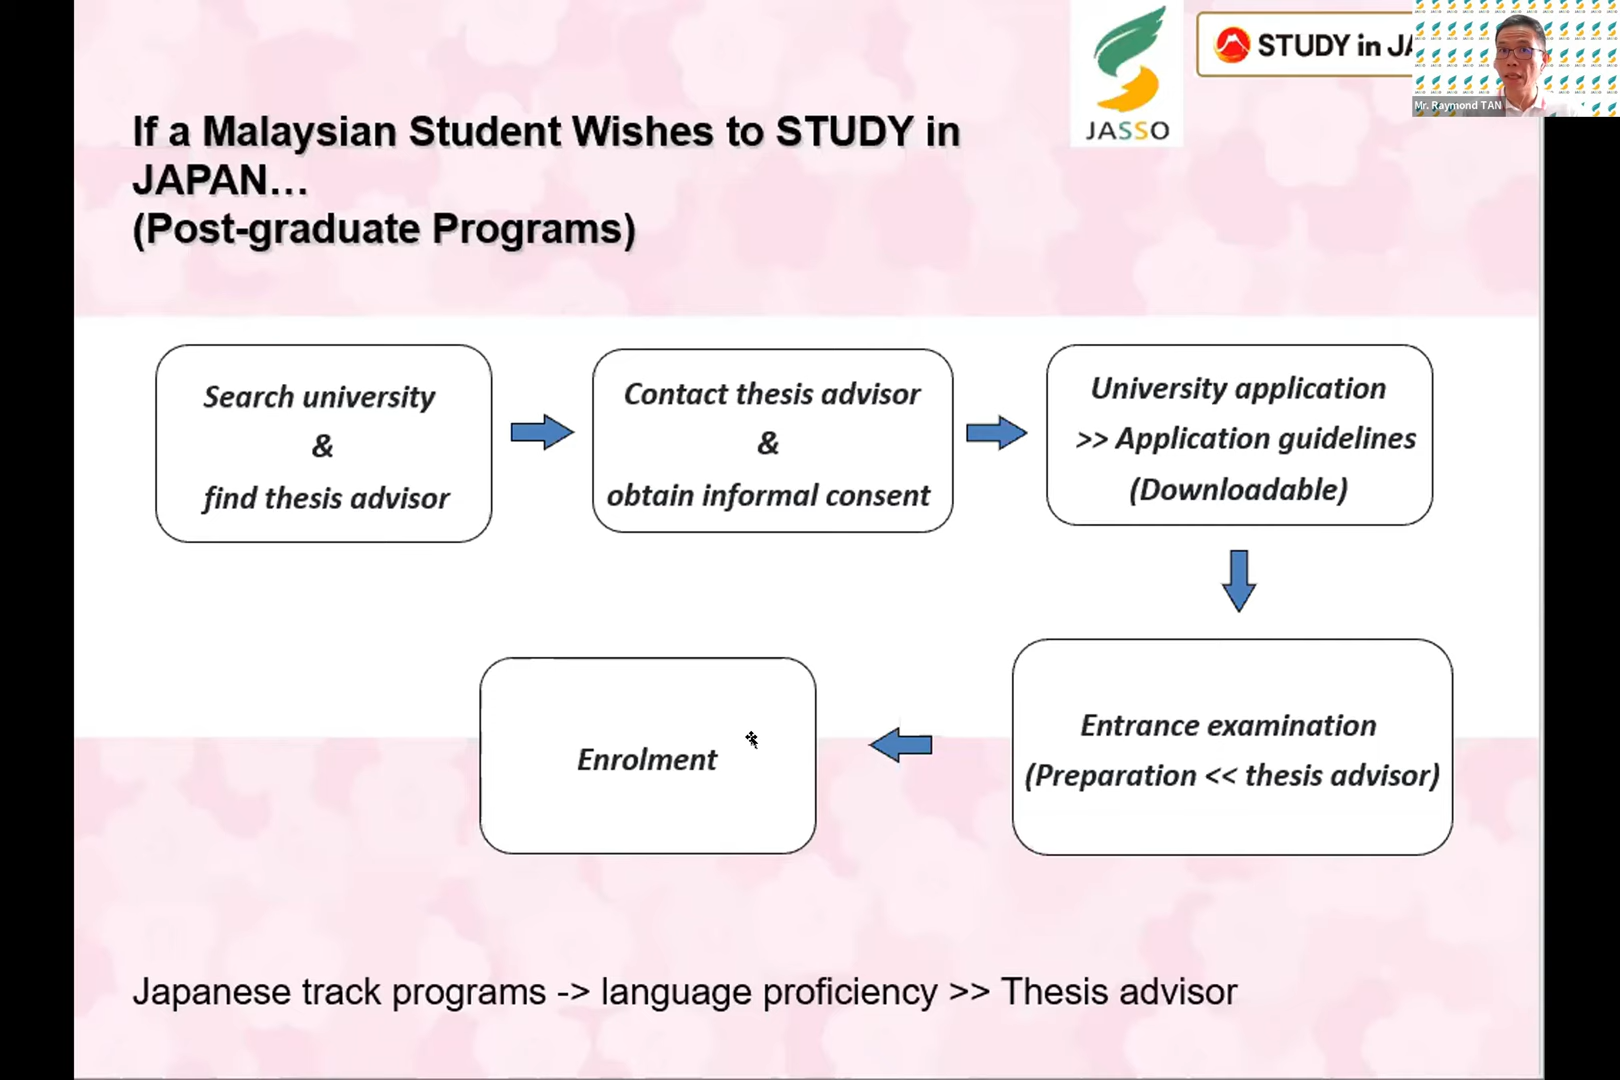 JASSO
STUDY in JA
Mr. Raymond TAN
If a Malaysian Student Wishes to STUDY in
JAPAN…
(Post-graduate Programs)
Search university
&
find thesis advisor
Contact thesis advisor
&
obtain informal consent
University application
>> Application guidelines
(Downloadable)
Entrance examination
(Preparation << thesis advisor)
Enrolment
Japanese track programs -> language proficiency >> Thesis advisor